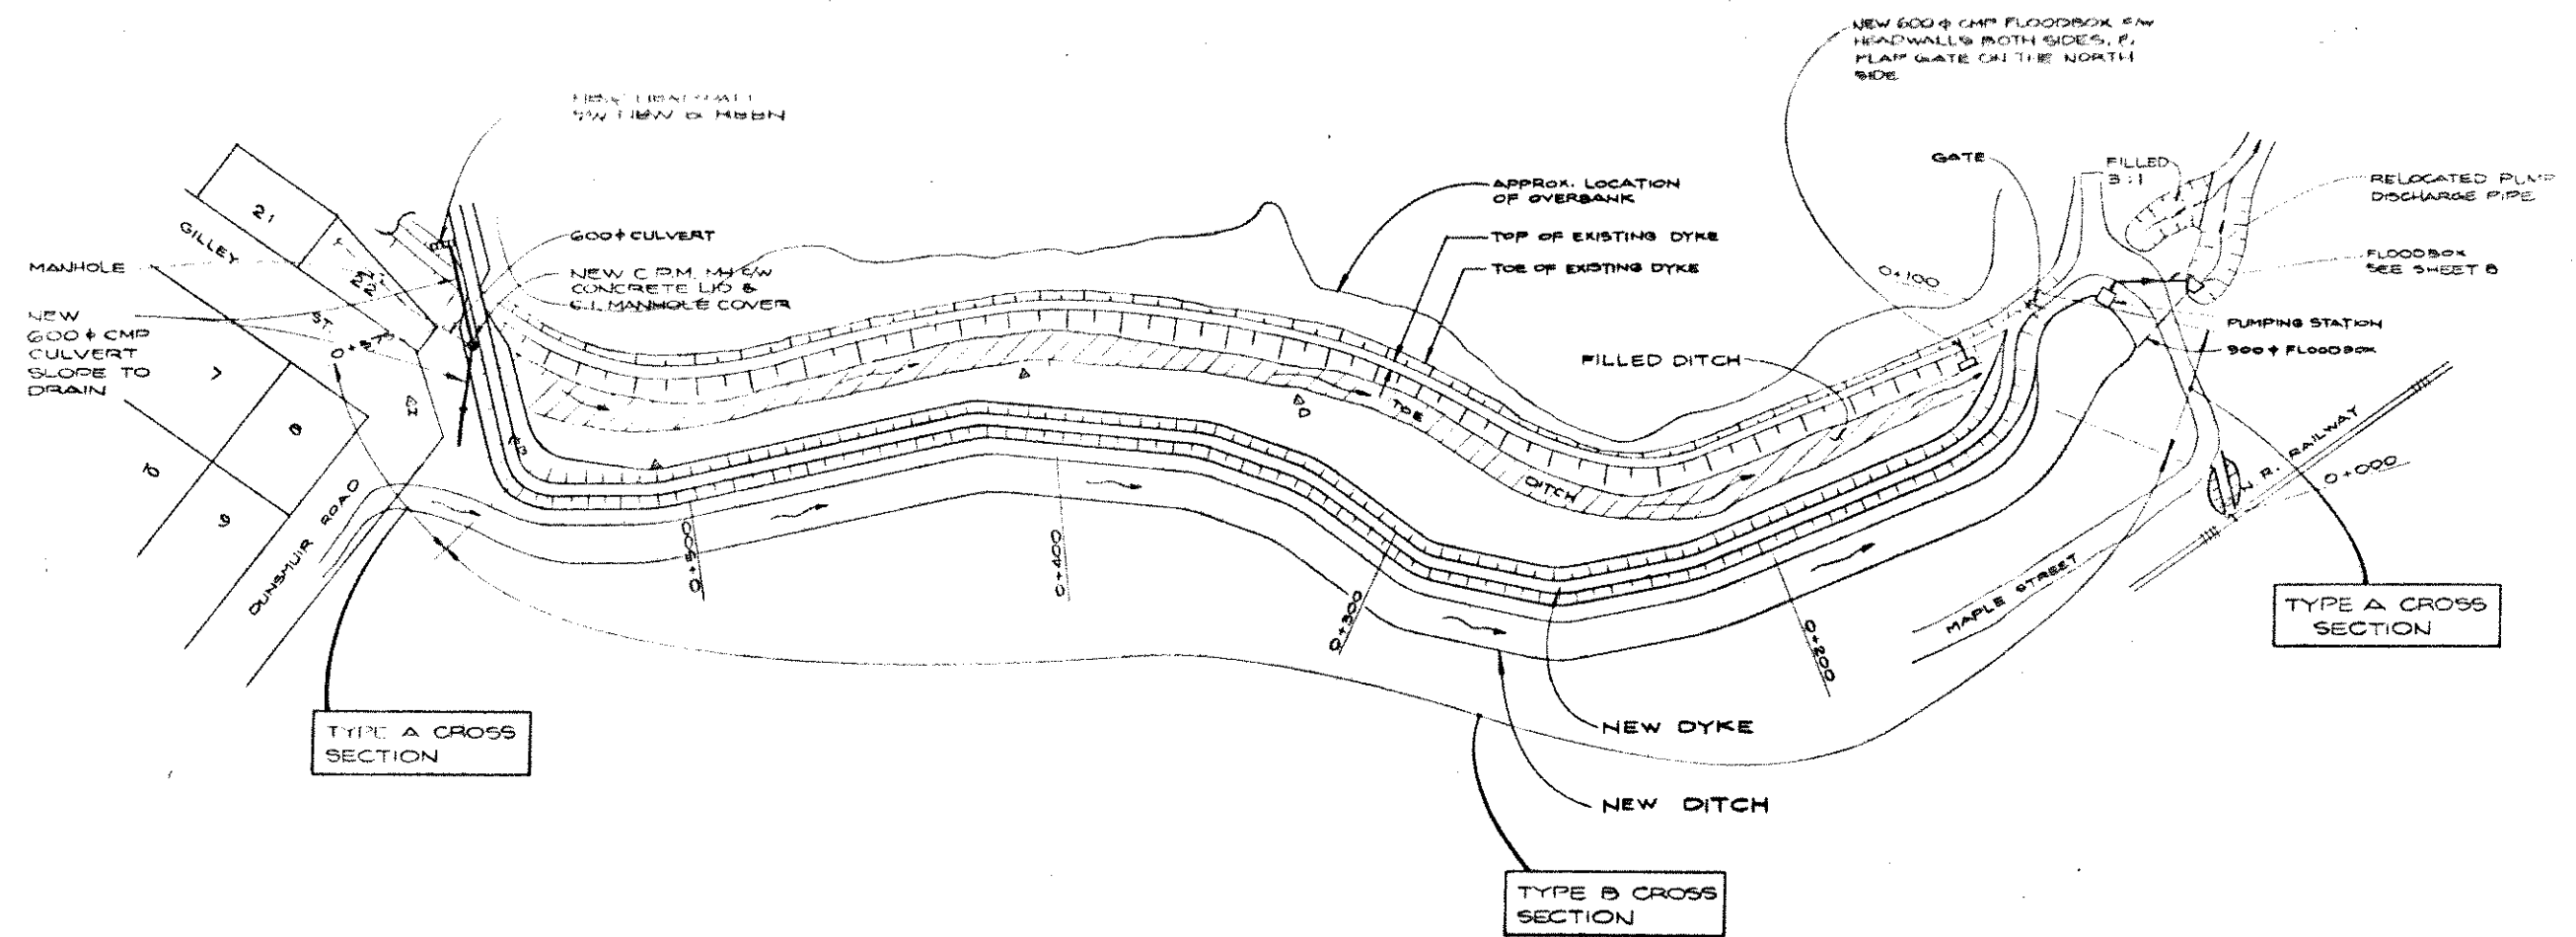 NEW 600 ⌀ CMP FLOODBOX C/W
HEADWALLS BOTH SIDES, &
FLAP GATE ON THE NORTH
SIDE
GATE
FILLED
3:1
RELOCATED PUMP
DISCHARGE PIPE
FLOODBOX
SEE SHEET 8
PUMPING STATION
900 ⌀ FLOODBOX
APPROX. LOCATION
OF OVERBANK
TOP OF EXISTING DYKE
TOE OF EXISTING DYKE
0+100
FILLED DITCH
21
GILLEY
ST.
22
MANHOLE
600 ⌀ CULVERT
CONCRETE LID &
C.I. MANHOLE COVER
NEW
600 ⌀ CMP
CULVERT
SLOPE TO
DRAIN
7
8
9
10
DUNSMUIR ROAD
TOE
DITCH
0+500
0+400
0+300
0+200
0+000
N. R. RAILWAY
MAPLE STREET
TYPE A CROSS
SECTION
TYPE A CROSS
SECTION
NEW DYKE
NEW DITCH
TYPE B CROSS
SECTION